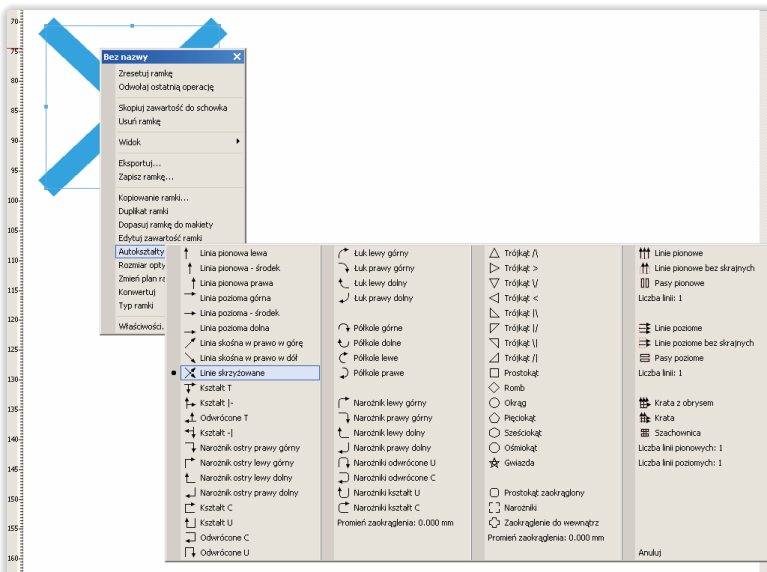 70
75
80
85
90
95
100
105
110
115
120
125
130
135
140
145
150
155
160
Bez nazwy
Zresetuj ramkę
Odwołaj ostatnią operację
Skopiuj zawartość do schowka
Usuń ramkę
Widok
Eksportuj...
Zapisz ramkę...
Kopiowanie ramki...
Duplikat ramki
Dopasuj ramkę do makiety
Edytuj zawartość ramki
Autokształty
Rozmiar opty
Zmień plan ra
Konwertuj
Typ ramki
Właściwości.
Linia pionowa lewa
Linia pionowa - środek
Linia pionowa prawa
Linia pozioma górna
Linia pozioma - środek
Linia pozioma dolna
Linia skośna w prawo w górę
Linia skośna w prawo w dół
Linie skrzyżowane
Kształt T
Kształt |-
Odwrócone T
Kształt -|
Narożnik ostry prawy górny
Narożnik ostry lewy górny
Narożnik ostry lewy dolny
Narożnik ostry prawy dolny
Kształt C
Kształt U
Odwrócone C
Odwrócone U
Łuk lewy górny
Łuk prawy górny
Łuk lewy dolny
Łuk prawy dolny
Półkole górne
Półkole dolne
Półkole lewe
Półkole prawe
Narożnik lewy górny
Narożnik prawy górny
Narożnik lewy dolny
Narożnik prawy dolny
Narożniki odwrócone U
Narożniki odwrócone C
Narożniki kształt U
Narożniki kształt C
Promień zaokrąglenia: 0.000 mm
Trójkąt /\
Trójkąt >
Trójkąt \/
Trójkąt <
Trójkąt |\
Trójkąt |/
Trójkąt \|
Trójkąt /|
Prostokąt
Romb
Okrąg
Pięciokąt
Sześciokąt
Ośmiokąt
Gwiazda
Prostokąt zaokrąglony
Narożniki
Zaokrąglenie do wewnątrz
Promień zaokrąglenia: 0.000 mm
Linie pionowe
Linie pionowe bez skrajnych
Pasy pionowe
Liczba linii: 1
Linie poziome
Linie poziome bez skrajnych
Pasy poziome
Liczba linii: 1
Krata z obrysem
Krata
Szachownica
Liczba linii pionowych: 1
Liczba linii poziomych: 1
Anuluj